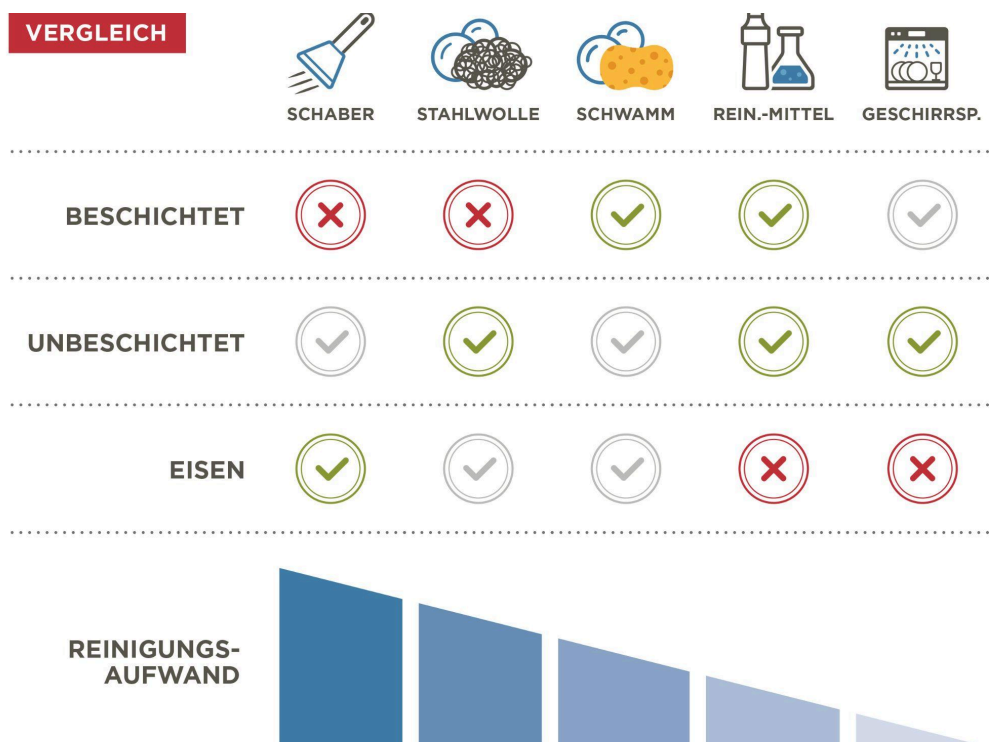 VERGLEICH
SCHABER
STAHLWOLLE
SCHWAMM
REIN.-MITTEL
GESCHIRRSP.
BESCHICHTET
UNBESCHICHTET
EISEN
REINIGUNGS-
AUFWAND